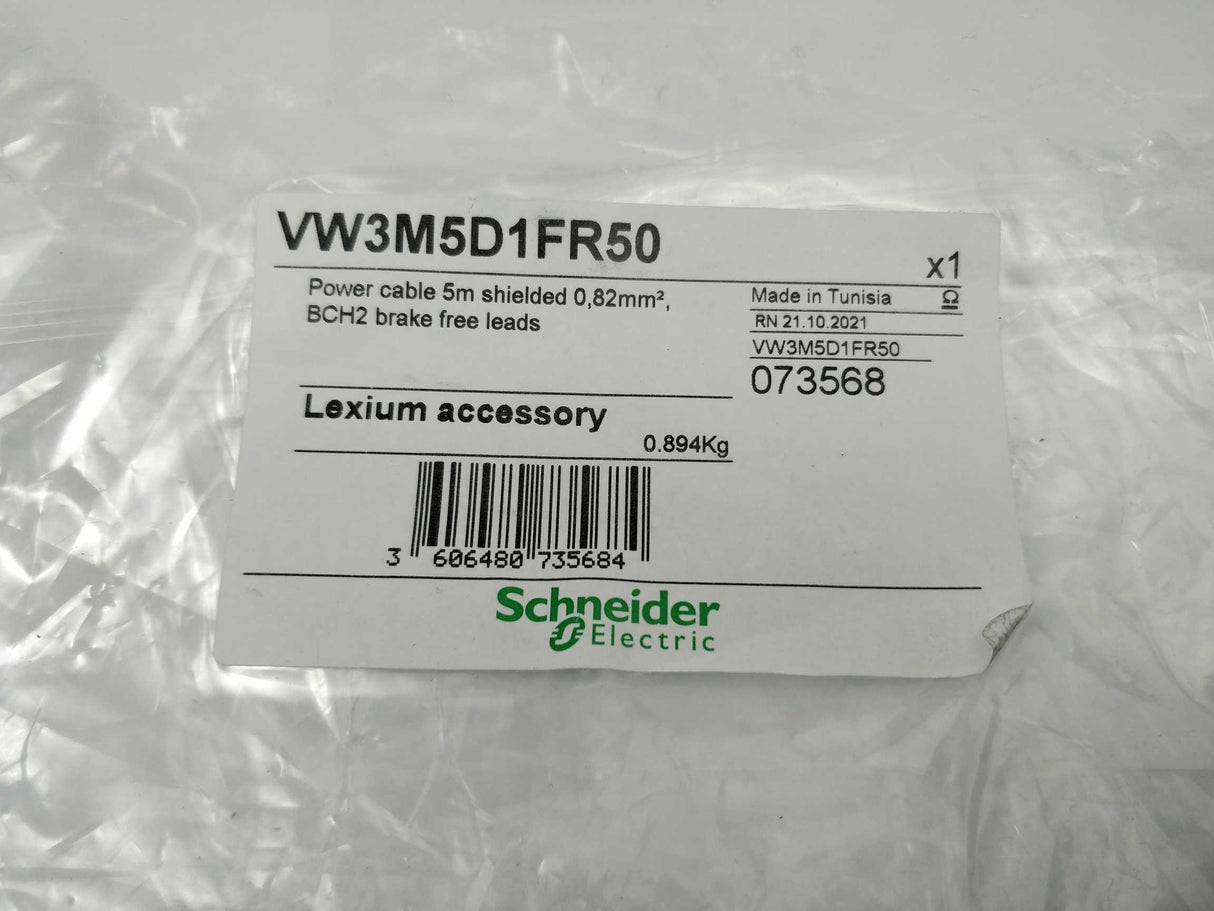 VW3M5D1FR50
x1
Power cable 5m shielded 0,82mm²,
BCH2 brake free leads
Made in Tunisia Ω
RN 21.10.2021
VW3M5D1FR50
073568
Lexium accessory
0.894Kg
3 606480 735684
Schneider
Electric